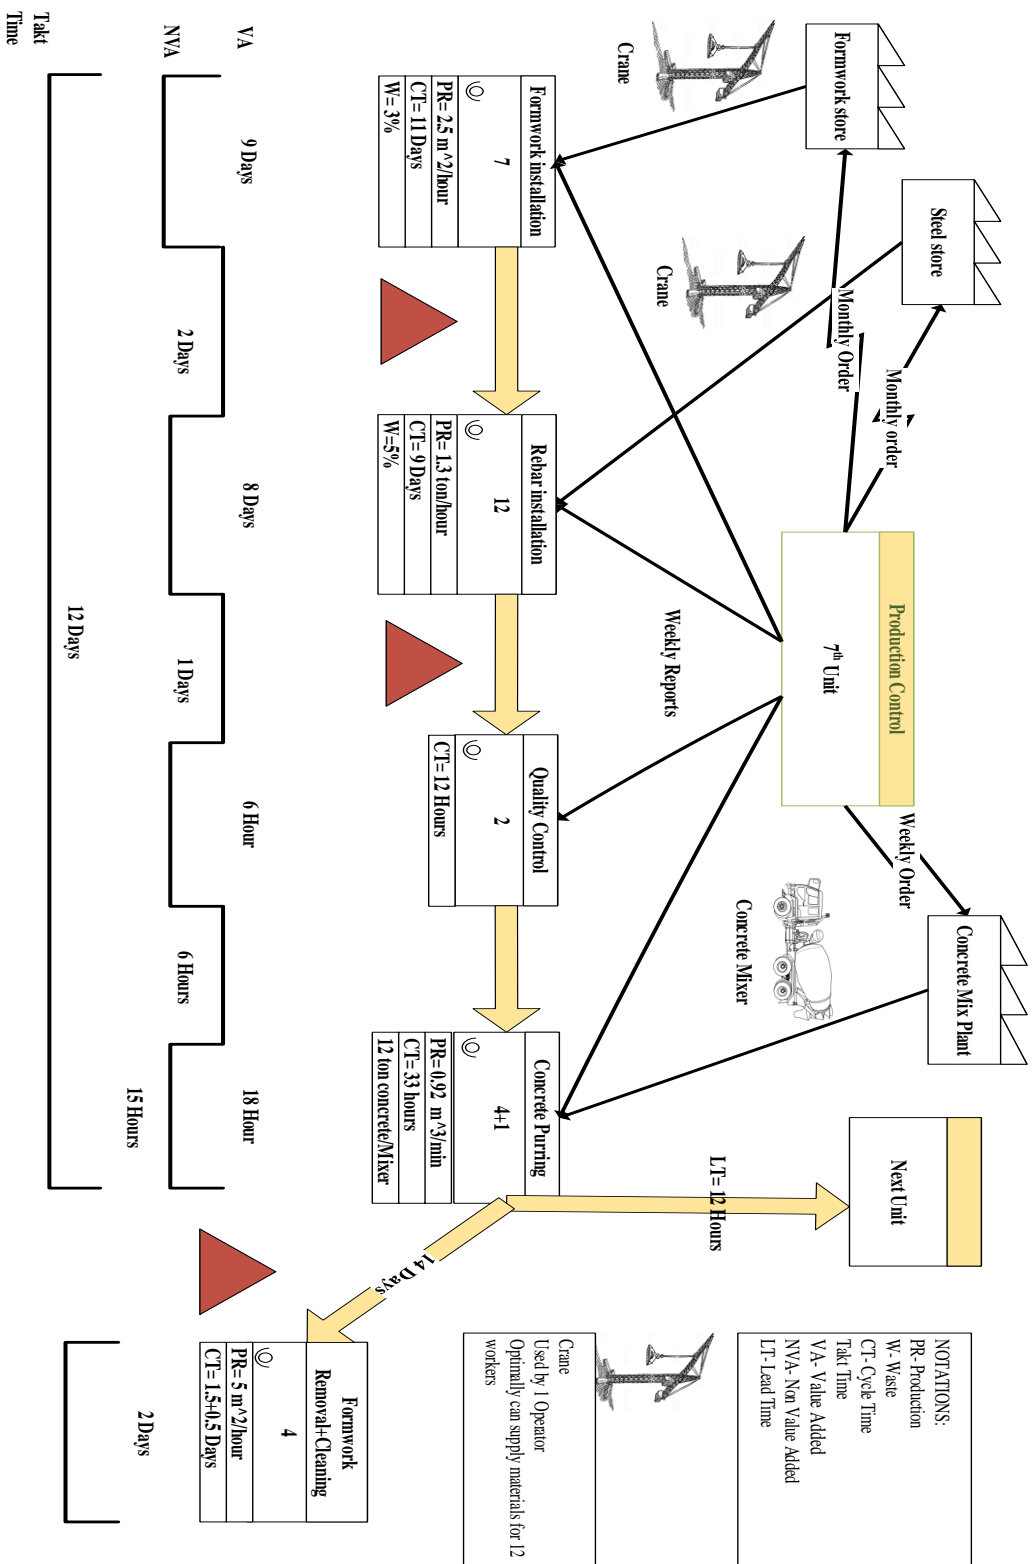 Formwork store
Steel store
Production Control
7th Unit
Concrete Mix Plant
Next Unit
NOTATIONS:
PR- Production
W- Waste
CT- Cycle Time
Takt Time
VA- Value Added
NVA- Non Value Added
LT- Lead Time
Monthly Order
Monthly order
Weekly Order
Crane
Crane
Weekly Reports
Concrete Mixer
LT= 12 Hours
Crane
Used by 1 Operator
Optimally can supply materials for 12
workers
Formwork installation
7
PR= 2.5 m^2/hour
CT= 11 Days
W= 3%
Rebar installation
12
PR= 1.3 ton/hour
CT= 9 Days
W=5%
Quality Control
2
CT= 12 Hours
Concrete Purring
4+1
PR= 0.92 m^3/min
CT= 33 hours
12 ton concrete/Mixer
14 Days
Formwork
Removal+Cleaning
4
PR= 5 m^2/hour
CT= 1.5+0.5 Days
VA
9 Days
8 Days
6 Hour
18 Hour
NVA
2 Days
1 Days
6 Hours
15 Hours
2 Days
Takt
Time
12 Days